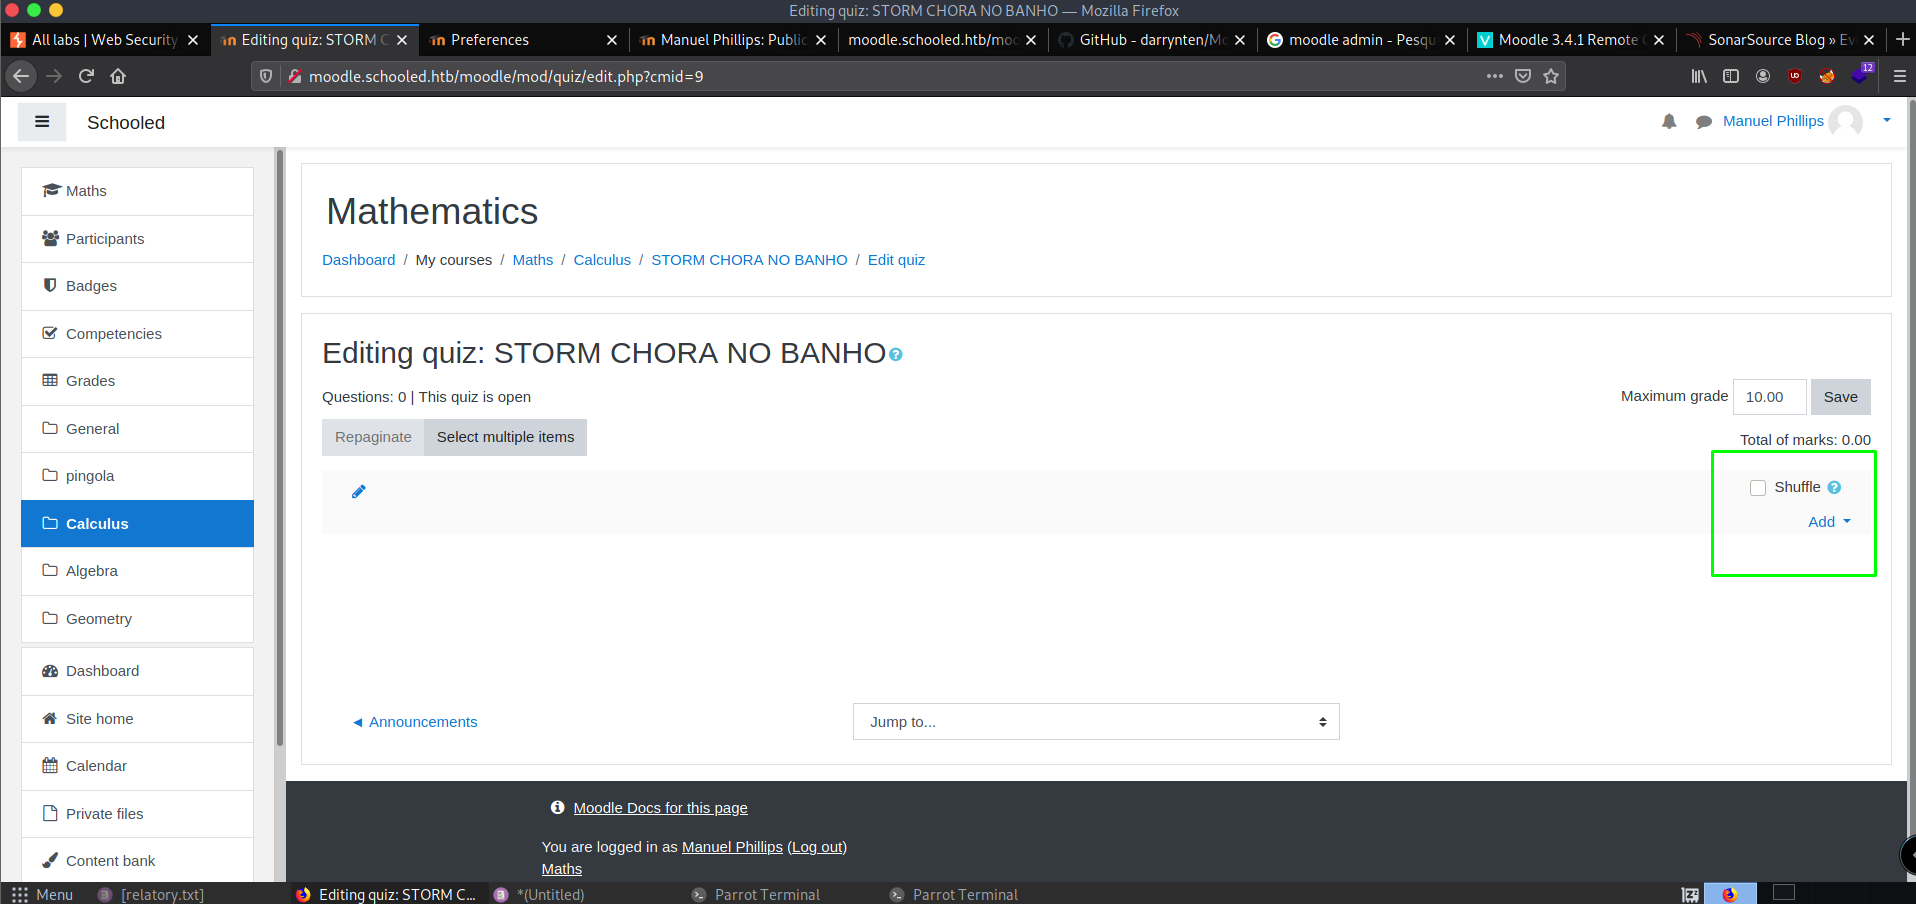 Editing quiz: STORM CHORA NO BANHO — Mozilla Firefox
All labs | Web Security
Editing quiz: STORM C
Preferences
Manuel Phillips: Public
moodle.schooled.htb/moo
GitHub - darrynten/Mo
moodle admin - Pesqu
Moodle 3.4.1 Remote
SonarSource Blog » Ev
moodle.schooled.htb/moodle/mod/quiz/edit.php?cmid=9
12
Schooled
Manuel Phillips
Maths
Participants
Badges
Competencies
Grades
General
pingola
Calculus
Algebra
Geometry
Dashboard
Site home
Calendar
Private files
Content bank
Mathematics
Dashboard / My courses / Maths / Calculus / STORM CHORA NO BANHO / Edit quiz
Editing quiz: STORM CHORA NO BANHO
Questions: 0 | This quiz is open
Maximum grade 10.00 Save
Repaginate Select multiple items
Total of marks: 0.00
Shuffle
Add
◄ Announcements
Jump to...
Moodle Docs for this page
You are logged in as Manuel Phillips (Log out)
Maths
Menu [relatory.txt] Editing quiz: STORM C... *(Untitled) Parrot Terminal Parrot Terminal